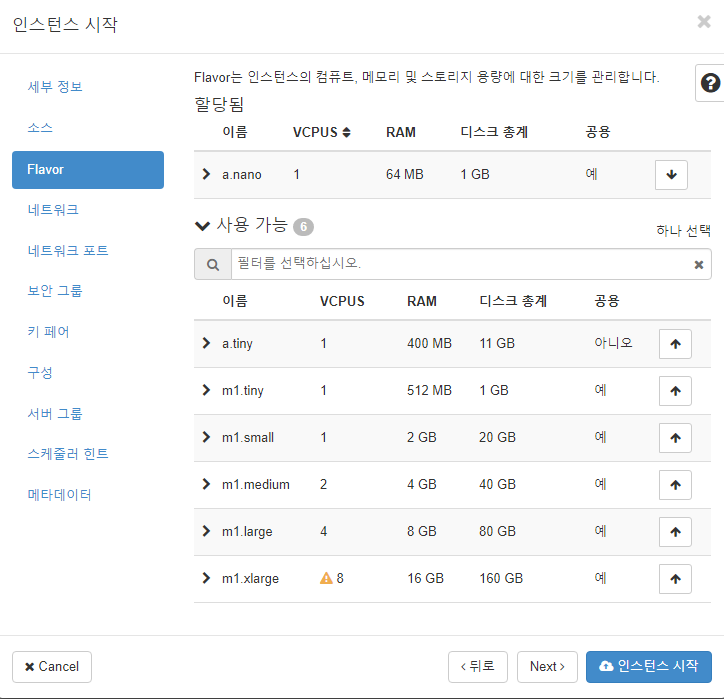 인스턴스 시작
세부 정보
소스
Flavor
네트워크
네트워크 포트
보안 그룹
키 페어
구성
서버 그룹
스케줄러 힌트
메타데이터
Flavor는 인스턴스의 컴퓨트, 메모리 및 스토리지 용량에 대한 크기를 관리합니다.
할당됨
이름 VCPUS RAM 디스크 총계 공용
a.nano 1 64 MB 1 GB 예
사용 가능 6
하나 선택
필터를 선택하십시오.
이름 VCPUS RAM 디스크 총계 공용
a.tiny 1 400 MB 11 GB 아니오
m1.tiny 1 512 MB 1 GB 예
m1.small 1 2 GB 20 GB 예
m1.medium 2 4 GB 40 GB 예
m1.large 4 8 GB 80 GB 예
m1.xlarge 8 16 GB 160 GB 예
× Cancel
‹ 뒤로
Next ›
인스턴스 시작